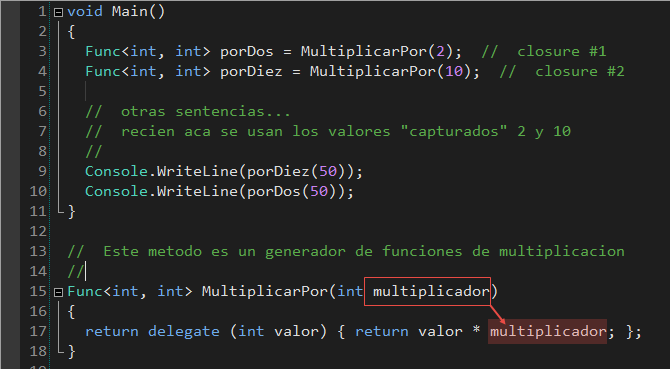 1 void Main()
2 {
3 Func<int, int> porDos = MultiplicarPor(2);  //  closure #1
4 Func<int, int> porDiez = MultiplicarPor(10);  //  closure #2
5
6 //  otras sentencias...
7 //  recien aca se usan los valores "capturados" 2 y 10
8 //
9 Console.WriteLine(porDiez(50));
10 Console.WriteLine(porDos(50));
11 }
12
13 //  Este metodo es un generador de funciones de multiplicacion
14 //
15 Func<int, int> MultiplicarPor(int multiplicador)
16 {
17 return delegate (int valor) { return valor * multiplicador; };
18 }